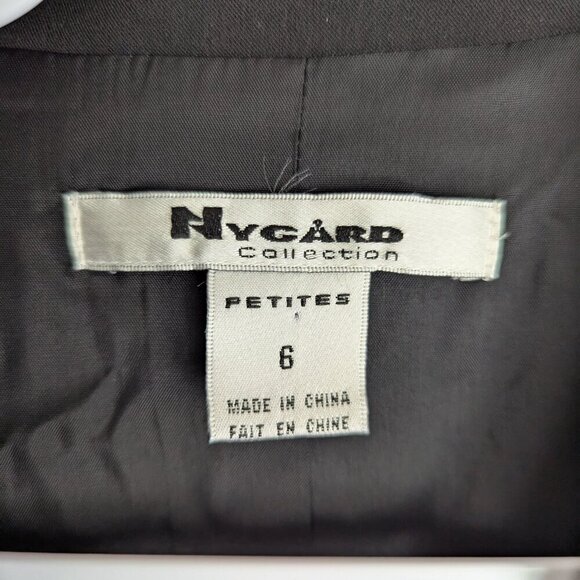 NYGÅRD
Collection
PETITES
6
MADE IN CHINA
FAIT EN CHINE